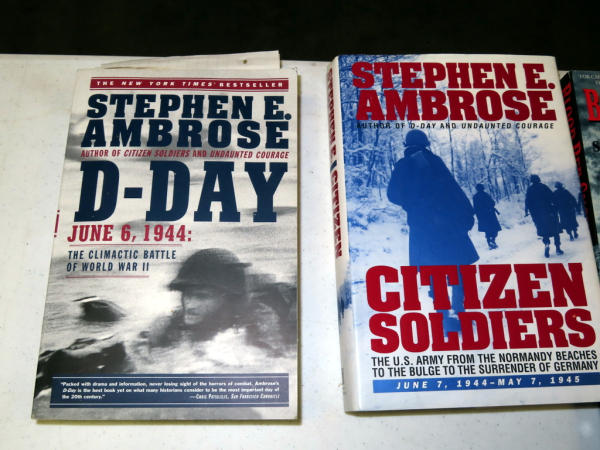 THE NEW YORK TIMES BESTSELLER
STEPHEN E.
AMBROSE
AUTHOR OF CITIZEN SOLDIERS AND UNDAUNTED COURAGE
D-DAY
JUNE 6, 1944:
THE CLIMACTIC BATTLE
OF WORLD WAR II
"Packed with drama and information, never losing sight of the horrors of combat, Ambrose's
D-Day is the best book yet on what many historians consider to be the most important day of
the 20th century."
—Chris Patsilelis, San Francisco Chronicle
STEPHEN E.
AMBROSE
AUTHOR OF D-DAY AND UNDAUNTED COURAGE
CITIZEN
SOLDIERS
THE U.S. ARMY FROM THE NORMANDY BEACHES
TO THE BULGE TO THE SURRENDER OF GERMANY
JUNE 7, 1944–MAY 7, 1945
CITIZEN